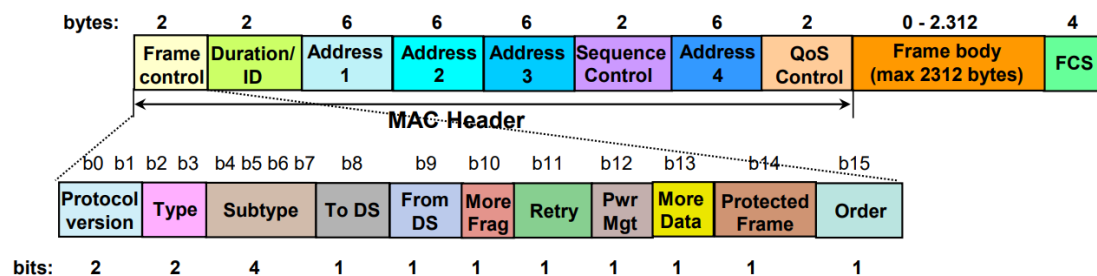 bytes: 2 2 6 6 6 2 6 2 0 - 2.312 4
Frame control Duration/ ID Address 1 Address 2 Address 3 Sequence Control Address 4 QoS Control Frame body (max 2312 bytes) FCS
MAC Header
b0 b1 b2 b3 b4 b5 b6 b7 b8 b9 b10 b11 b12 b13 b14 b15
Protocol version Type Subtype To DS From DS More Frag Retry Pwr Mgt More Data Protected Frame Order
bits: 2 2 4 1 1 1 1 1 1 1 1